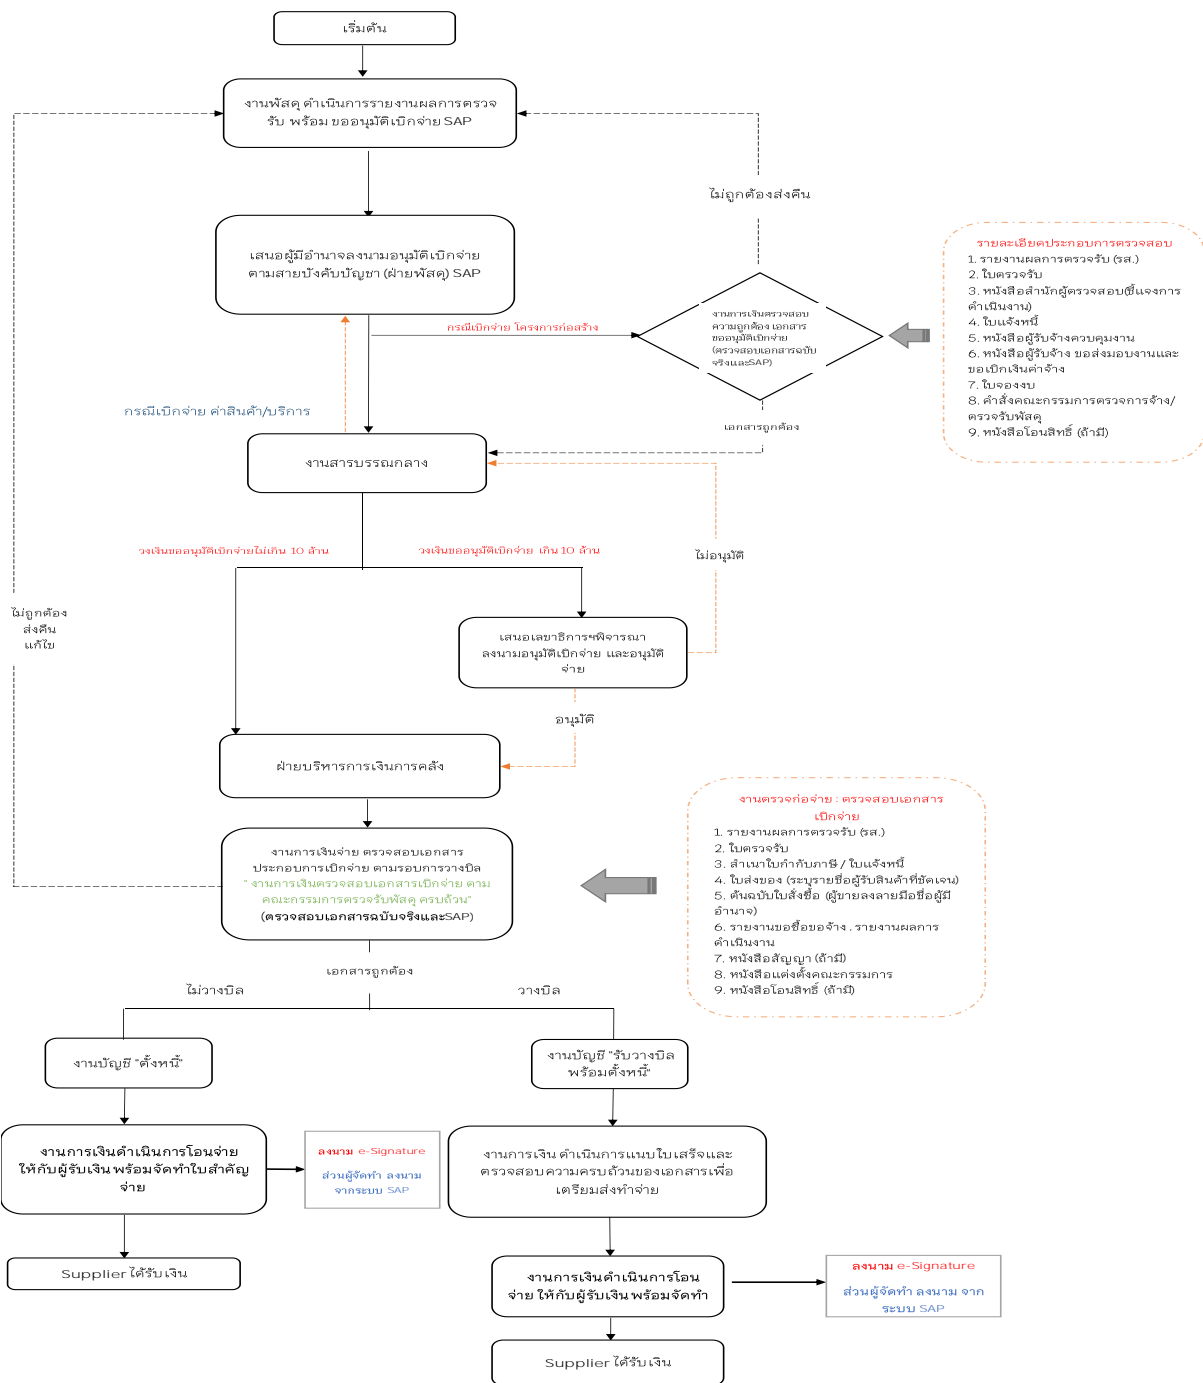 เริ่มต้น
งานพัสดุ ดำเนินการรายงานผลการตรวจ
รับ พร้อม ขออนุมัติเบิกจ่าย SAP
ไม่ถูกต้องส่งคืน
เสนอผู้มีอำนาจลงนามอนุมัติเบิกจ่าย
ตามสายบังคับบัญชา (ฝ่ายพัสดุ) SAP
กรณีเบิกจ่าย โครงการก่อสร้าง
งานการเงินตรวจสอบ
ความถูกต้อง เอกสาร
ขออนุมัติเบิกจ่าย
(ตรวจสอบเอกสารฉบับ
จริงและSAP)
รายละเอียดประกอบการตรวจสอบ
1. รายงานผลการตรวจรับ (รส.)
2. ใบตรวจรับ
3. หนังสือสำนักผู้ตรวจสอบ(ชี้แจงการ
ดำเนินงาน)
4. ใบแจ้งหนี้
5. หนังสือผู้รับจ้างควบคุมงาน
6. หนังสือผู้รับจ้าง ขอส่งมอบงานและ
ขอเบิกเงินค่าจ้าง
7. ใบจองงบ
8. คำสั่งคณะกรรมการตรวจการจ้าง/
ตรวจรับพัสดุ
9. หนังสือโอนสิทธิ์ (ถ้ามี)
กรณีเบิกจ่าย ค่าสินค้า/บริการ
เอกสารถูกต้อง
งานสารบรรณกลาง
วงเงินขออนุมัติเบิกจ่ายไม่เกิน 10 ล้าน
วงเงินขออนุมัติเบิกจ่าย เกิน 10 ล้าน
ไม่อนุมัติ
ไม่ถูกต้อง
ส่งคืน
แก้ไข
เสนอเลขาธิการฯพิจารณา
ลงนามอนุมัติเบิกจ่าย และอนุมัติ
จ่าย
อนุมัติ
ฝ่ายบริหารการเงินการคลัง
งานการเงินจ่าย ตรวจสอบเอกสาร
ประกอบการเบิกจ่าย ตามรอบการวางบิล
" งานการเงินตรวจสอบเอกสารเบิกจ่าย ตาม
คณะกรรมการตรวจรับพัสดุ ครบถ้วน"
(ตรวจสอบเอกสารฉบับจริงและSAP)
งานตรวจก่อจ่าย : ตรวจสอบเอกสาร
เบิกจ่าย
1. รายงานผลการตรวจรับ (รส.)
2. ใบตรวจรับ
3. สำเนาใบกำกับภาษี / ใบแจ้งหนี้
4. ใบส่งของ (ระบุรายชื่อผู้รับสินค้าที่ชัดเจน)
5. ต้นฉบับใบสั่งซื้อ (ผู้ขายลงลายมือชื่อผู้มี
อำนาจ)
6. รายงานขอซื้อขอจ้าง , รายงานผลการ
ดำเนินงาน
7. หนังสือสัญญา (ถ้ามี)
8. หนังสือแต่งตั้งคณะกรรมการ
9. หนังสือโอนสิทธิ์ (ถ้ามี)
เอกสารถูกต้อง
ไม่วางบิล
วางบิล
งานบัญชี "ตั้งหนี้"
งานบัญชี "รับวางบิล
พร้อมตั้งหนี้"
งานการเงินดำเนินการโอนจ่าย
ให้กับผู้รับเงิน พร้อมจัดทำใบสำคัญ
จ่าย
ลงนาม e-Signature
ส่วนผู้จัดทำ ลงนาม
จากระบบ SAP
งานการเงิน ดำเนินการแนบใบเสร็จและ
ตรวจสอบความครบถ้วนของเอกสารเพื่อ
เตรียมส่งทำจ่าย
Supplier ได้รับเงิน
งานการเงินดำเนินการโอน
จ่าย ให้กับผู้รับเงิน พร้อมจัดทำ
ลงนาม e-Signature
ส่วนผู้จัดทำ ลงนาม จาก
ระบบ SAP
Supplier ได้รับเงิน